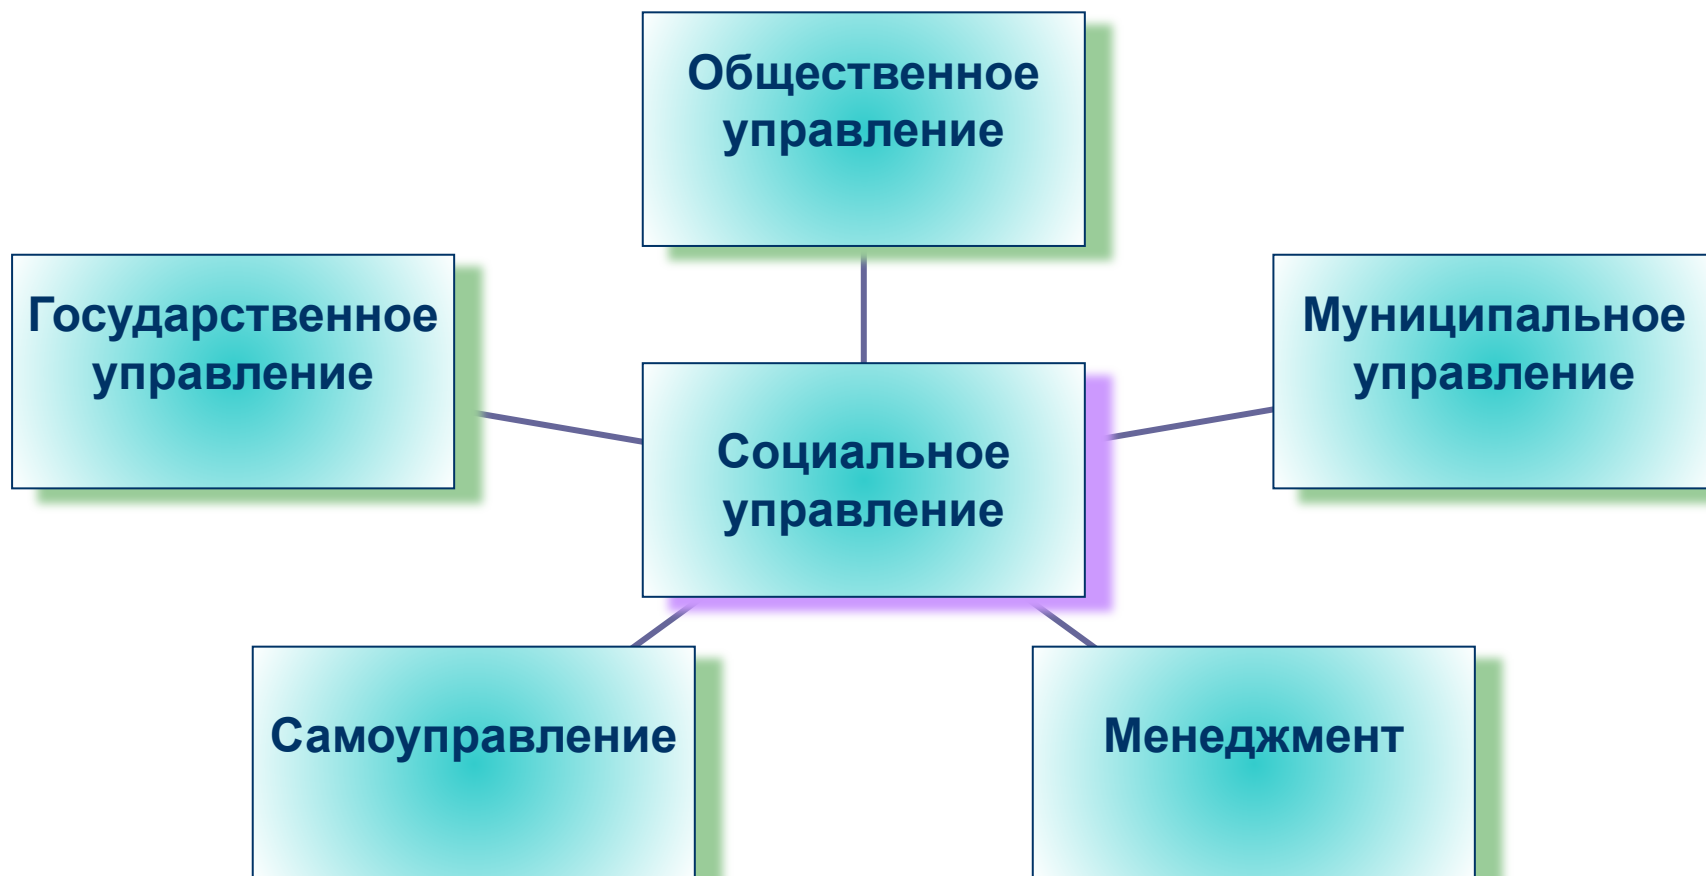 Общественное
управление
Государственное
управление
Муниципальное
управление
Социальное
управление
Самоуправление
Менеджмент